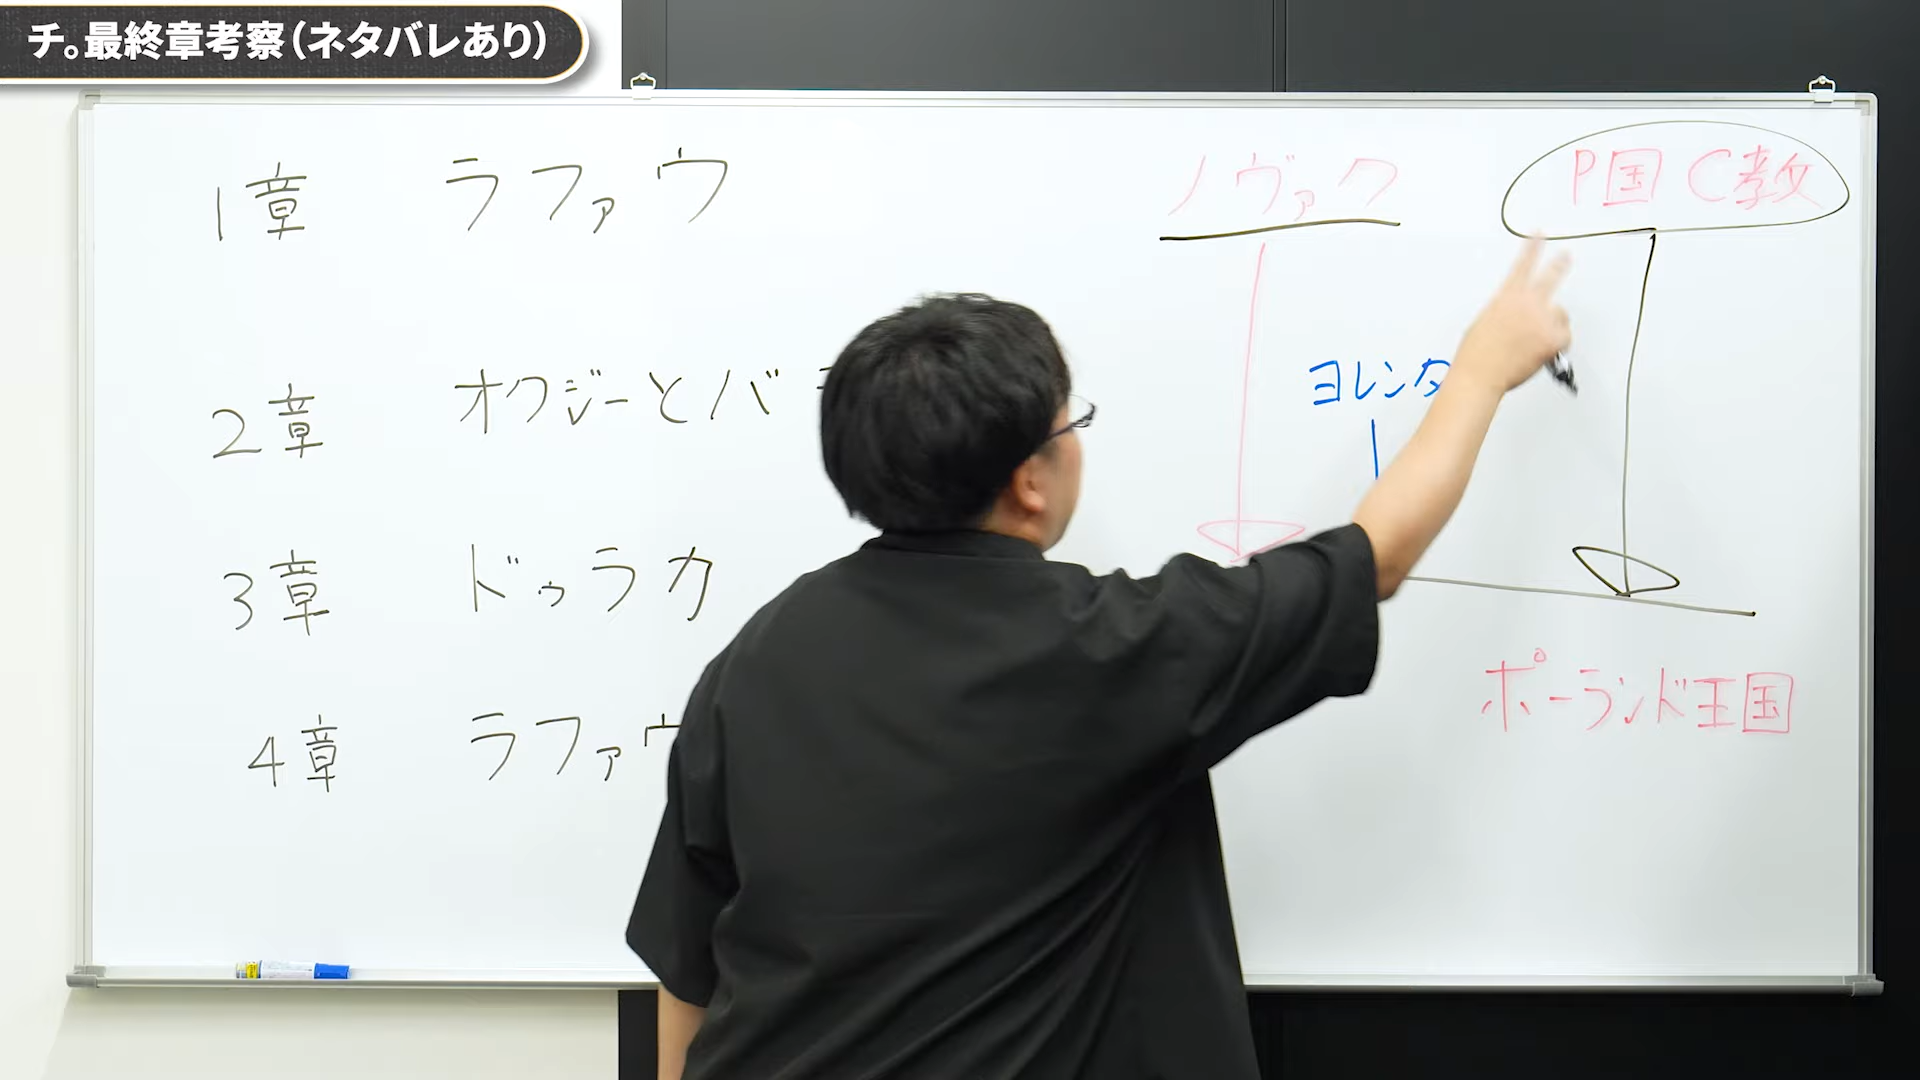 チ。最終章考察（ネタバレあり）
1章 ラファウ
2章 オクジーとバ
3章 ドゥラカ
4章 ラファウ
ノヴァク
P国 C教
ヨレンタ
ポーランド王国